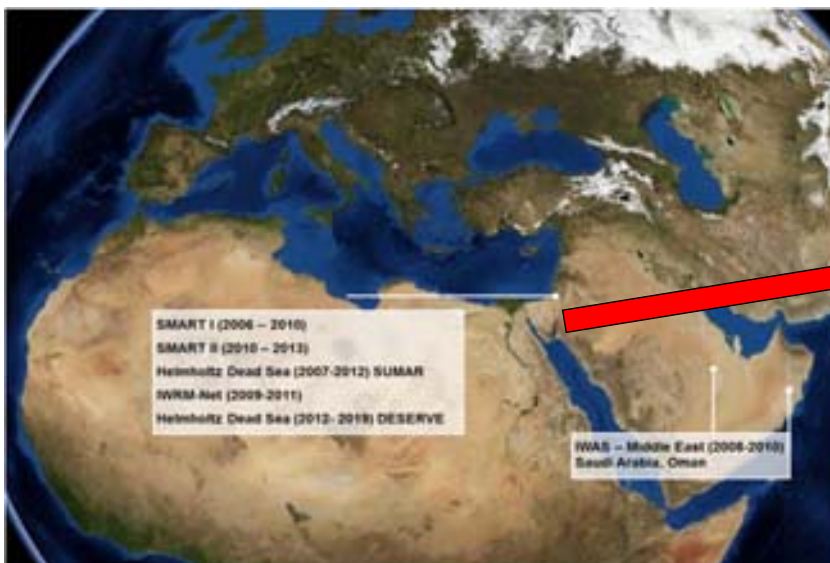 SMART I (2006 – 2010)
SMART II (2010 – 2013)
Helmholtz Dead Sea (2007-2012) SUMAR
IWRM-Net (2009-2011)
Helmholtz Dead Sea (2012- 2019) DESERVE
IWAS – Middle East (2008-2010)
Saudi Arabia, Oman